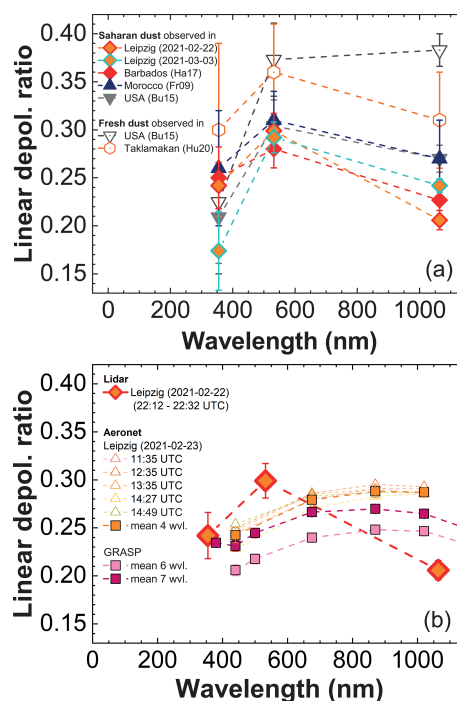 0.40
0.35
0.30
0.25
0.20
0.15
Linear depol. ratio
Saharan dust observed in
Leipzig (2021-02-22)
Leipzig (2021-03-03)
Barbados (Ha17)
Morocco (Fr09)
USA (Bu15)
Fresh dust observed in
USA (Bu15)
Taklamakan (Hu20)
(a)
0 200 400 600 800 1000
Wavelength (nm)
0.40
0.35
0.30
0.25
0.20
0.15
Linear depol. ratio
Lidar
Leipzig (2021-02-22)
(22:12 - 22:32 UTC)
Aeronet
Leipzig (2021-02-23)
11:35 UTC
12:35 UTC
13:35 UTC
14:27 UTC
14:49 UTC
mean 4 wvl.
GRASP
mean 6 wvl.
mean 7 wvl.
(b)
0 200 400 600 800 1000
Wavelength (nm)